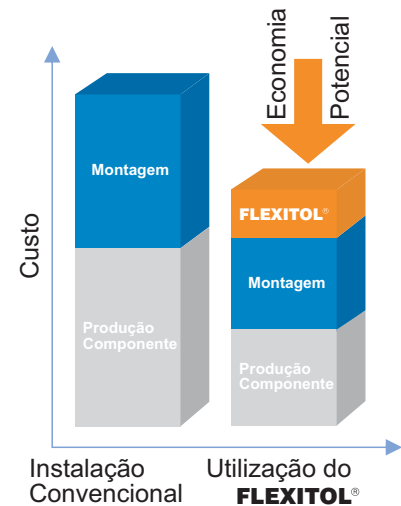 Economia
Potencial
Custo
Montagem
Produção
Componente
FLEXITOL®
Montagem
Produção
Componente
Instalação
Convencional
Utilização do
FLEXITOL®